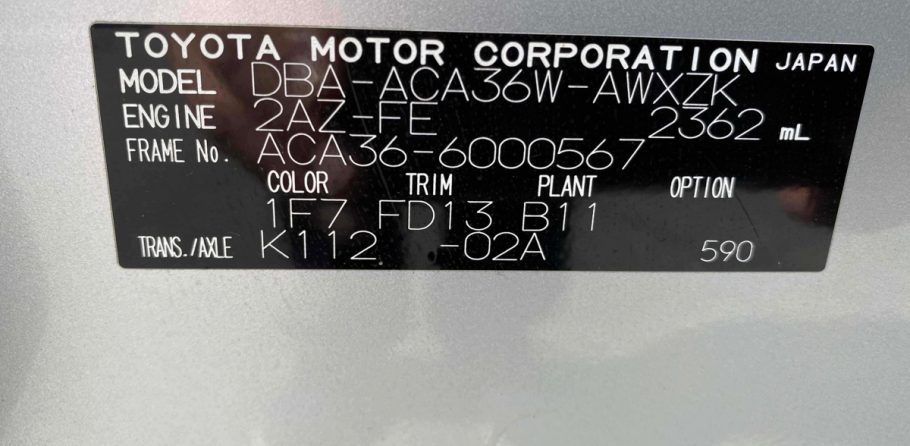 TOYOTA MOTOR CORPORATION JAPAN
MODEL DBA-ACA36W-AWXZK
ENGINE 2AZ-FE 2362 mL
FRAME No. ACA36-6000567
COLOR TRIM PLANT OPTION
1F7 FD13 B11
TRANS./AXLE K112 -02A 590